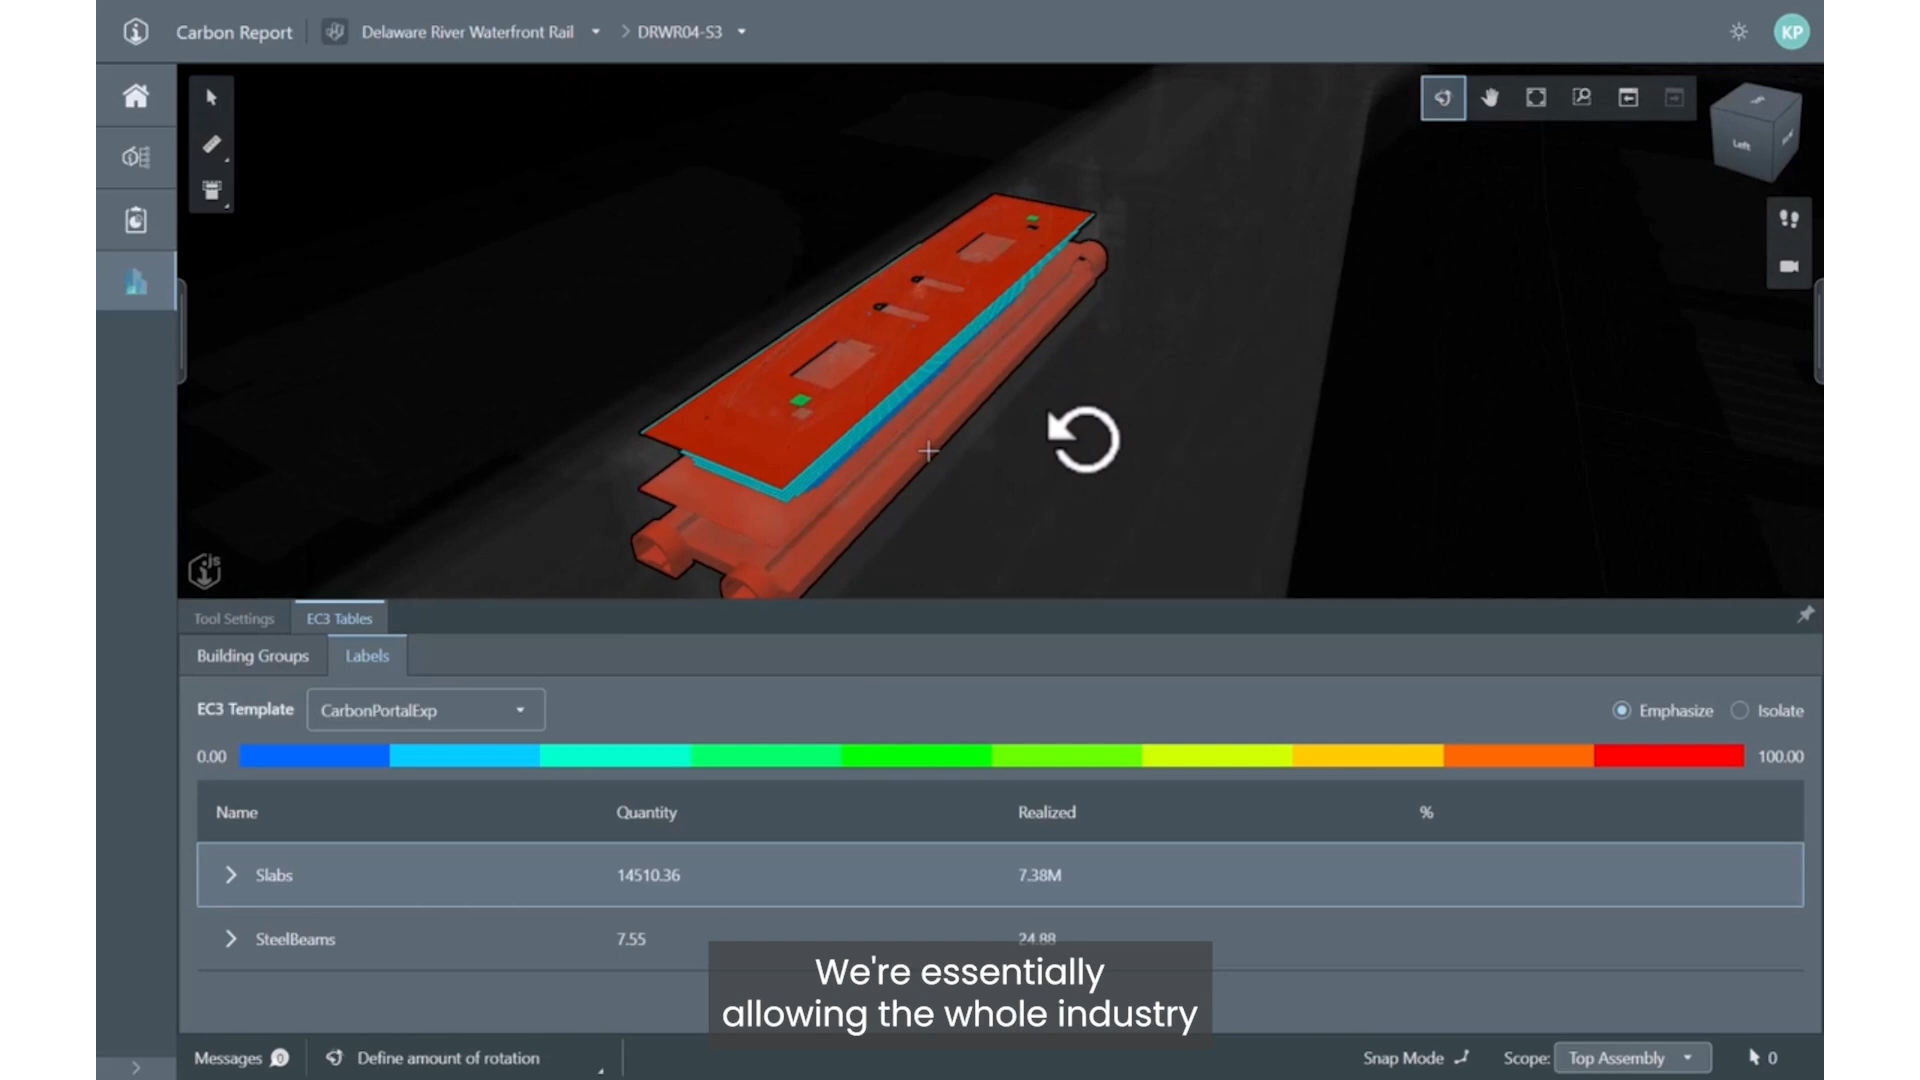 Carbon Report
Delaware River Waterfront Rail
DRWR04-S3
KP
Left
js
Tool Settings
EC3 Tables
Building Groups
Labels
EC3 Template
CarbonPortalExp
Emphasize
Isolate
0.00
100.00
Name
Quantity
Realized
%
Slabs
14510.36
7.38M
SteelBeams
7.55
24.88
We're essentially
allowing the whole industry
Messages 0
Define amount of rotation
Snap Mode
Scope:
Top Assembly
0